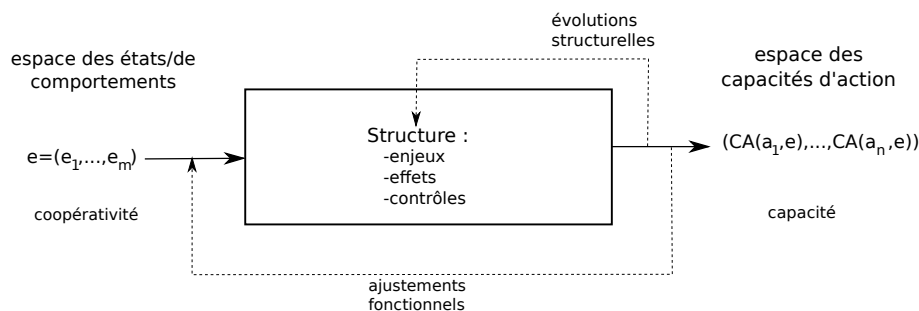 évolutions
structurelles
espace des états/de
comportements
espace des
capacités d'action
Structure :
-enjeux
-effets
-contrôles
e=(e1,...,em)
(CA(a1,e),...,CA(an,e))
coopérativité
capacité
ajustements
fonctionnels